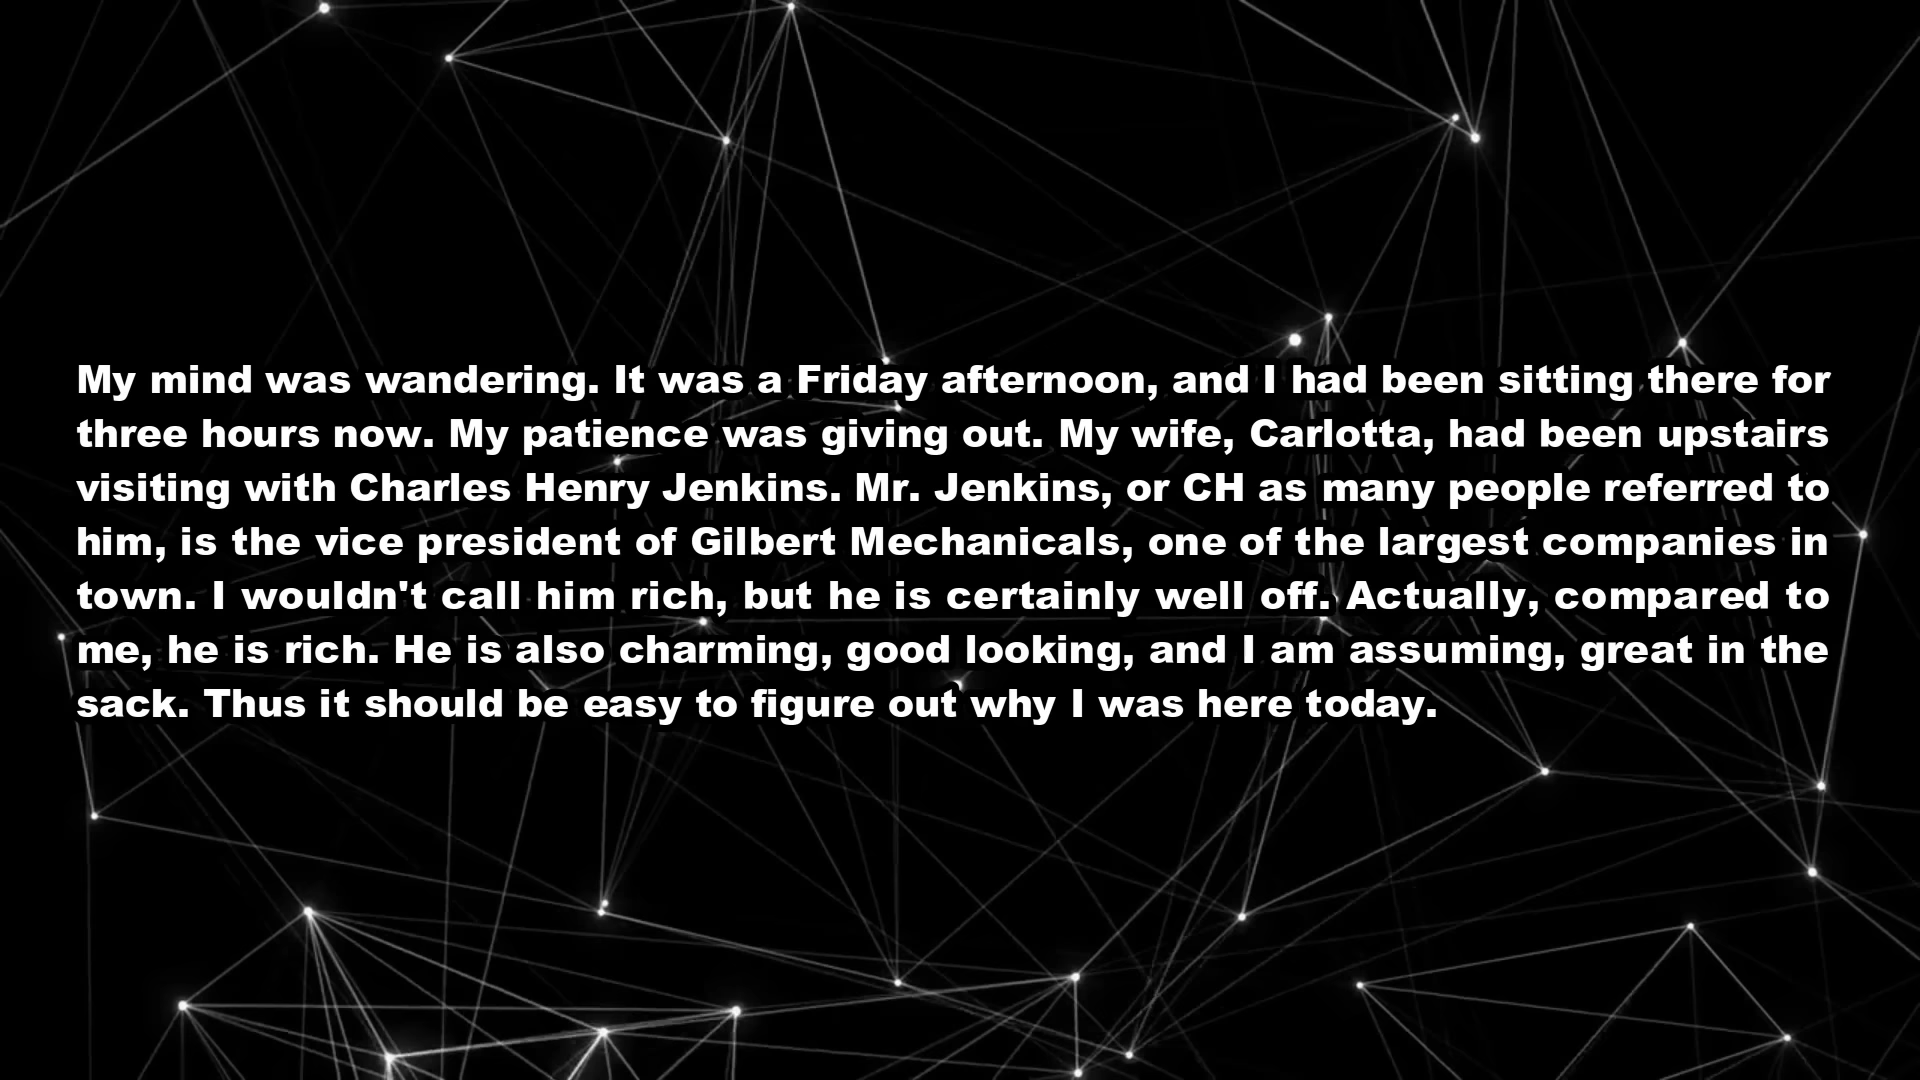 My mind was wandering. It was a Friday afternoon, and I had been sitting there for
three hours now. My patience was giving out. My wife, Carlotta, had been upstairs
visiting with Charles Henry Jenkins. Mr. Jenkins, or CH as many people referred to
him, is the vice president of Gilbert Mechanicals, one of the largest companies in
town. I wouldn't call him rich, but he is certainly well off. Actually, compared to
me, he is rich. He is also charming, good looking, and I am assuming, great in the
sack. Thus it should be easy to figure out why I was here today.